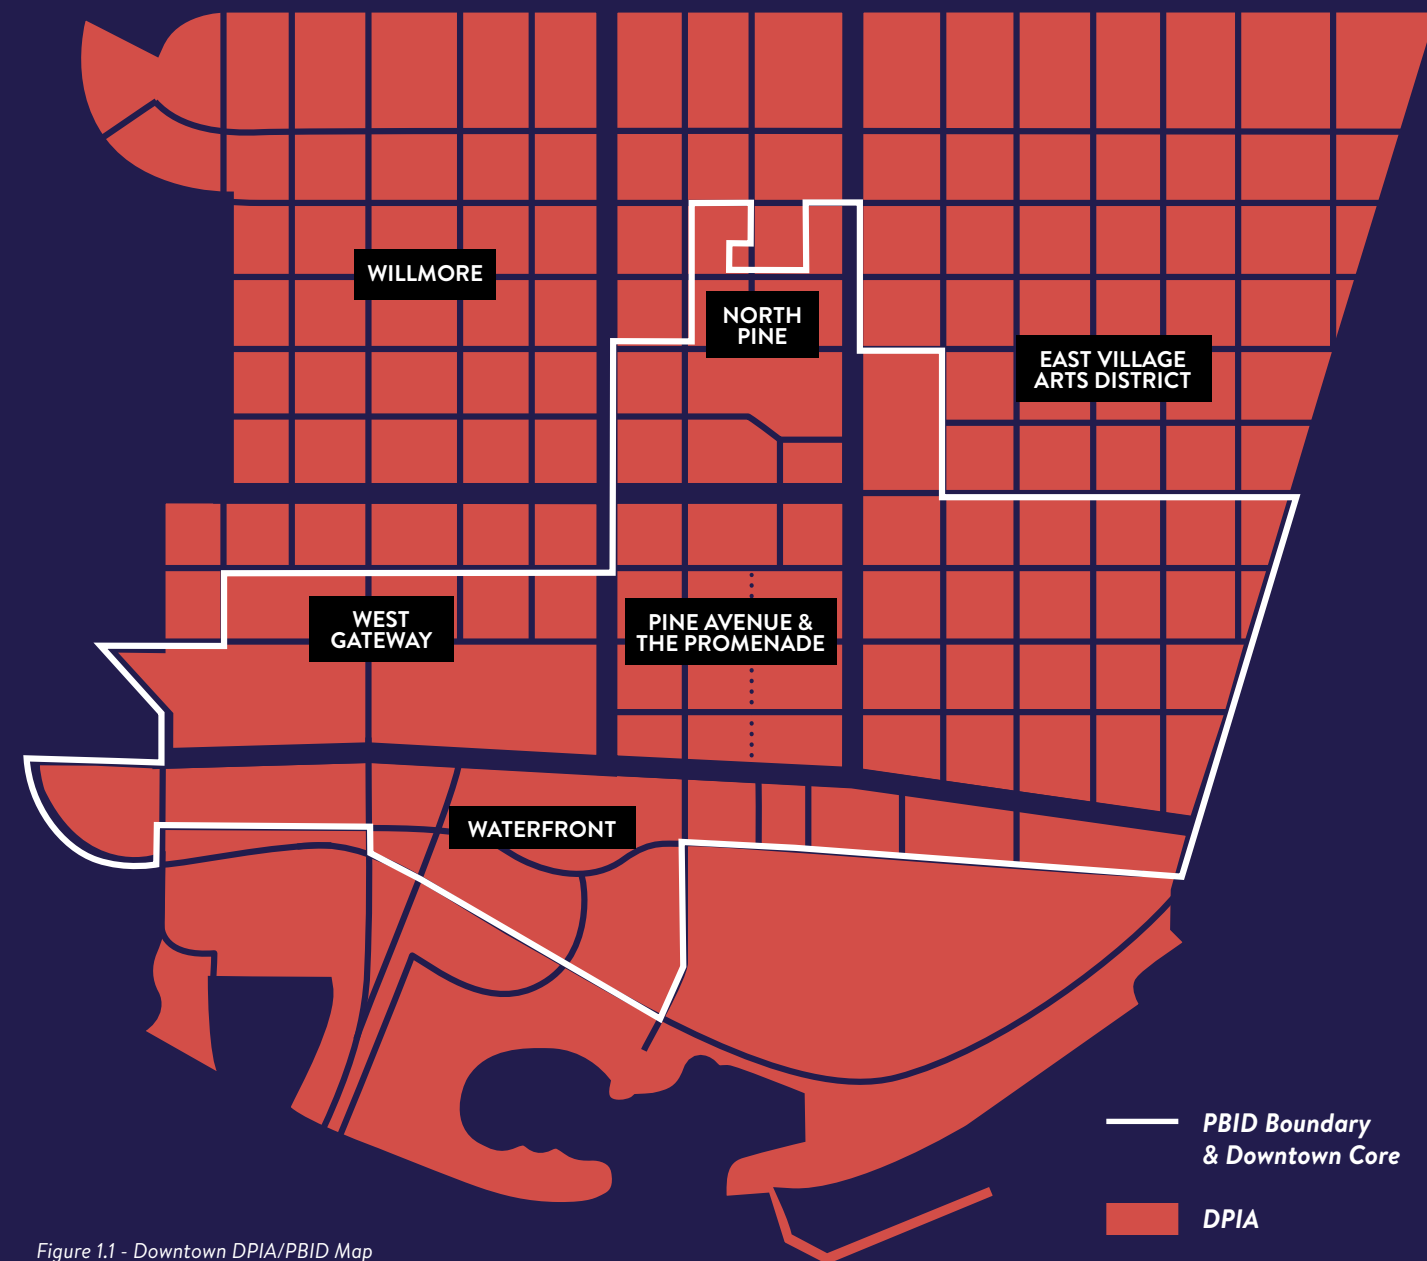 WILLMORE
NORTH
PINE
EAST VILLAGE
ARTS DISTRICT
WEST
GATEWAY
PINE AVENUE &
THE PROMENADE
WATERFRONT
PBID Boundary
& Downtown Core
DPIA
Figure 1.1 - Downtown DPIA/PBID Map